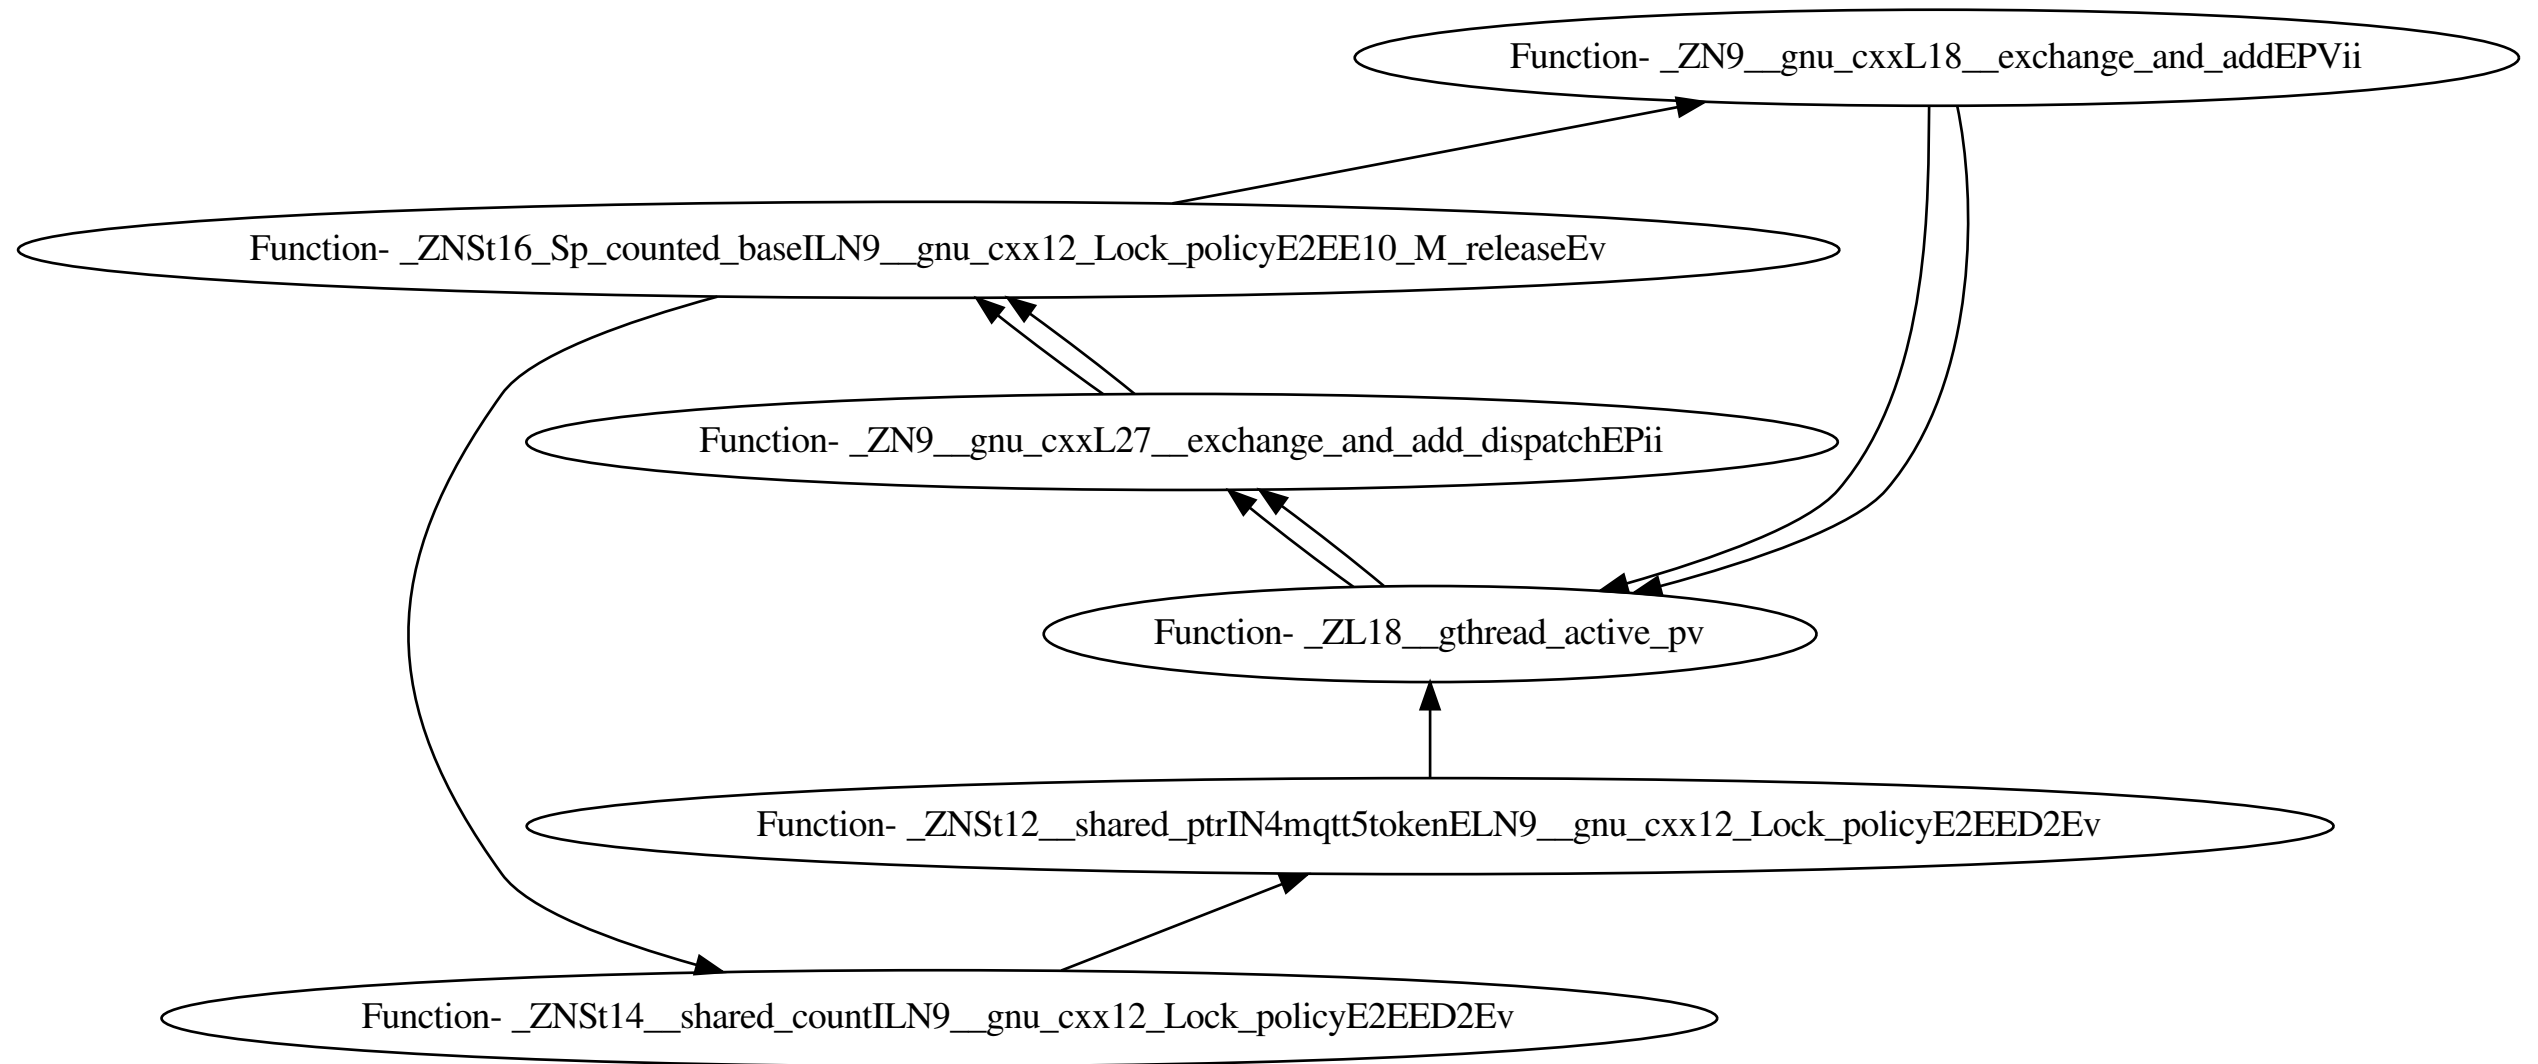 Function- _ZN9__gnu_cxxL18__exchange_and_addEPVii
Function- _ZNSt16_Sp_counted_baseILN9__gnu_cxx12_Lock_policyE2EE10_M_releaseEv
Function- _ZN9__gnu_cxxL27__exchange_and_add_dispatchEPii
Function- _ZL18__gthread_active_pv
Function- _ZNSt12__shared_ptrIN4mqtt5tokenELN9__gnu_cxx12_Lock_policyE2EED2Ev
Function- _ZNSt14__shared_countILN9__gnu_cxx12_Lock_policyE2EED2Ev